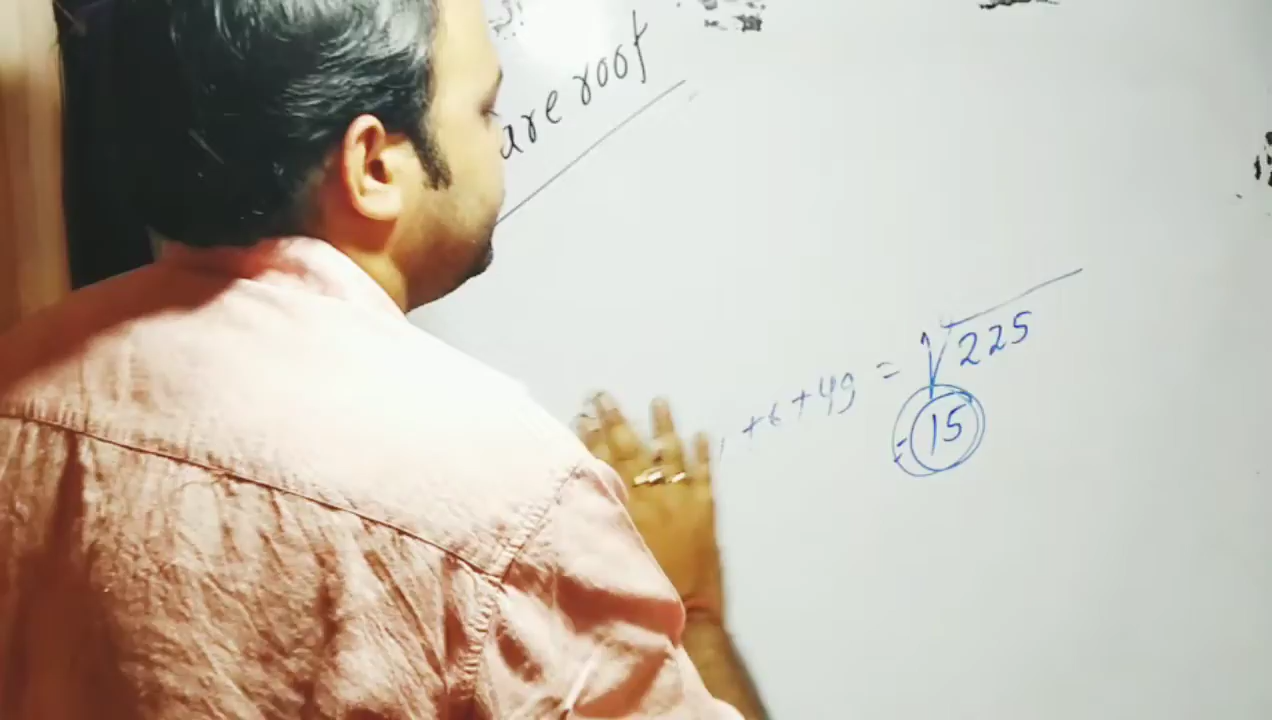 are root
+6+49 = √225
= 15